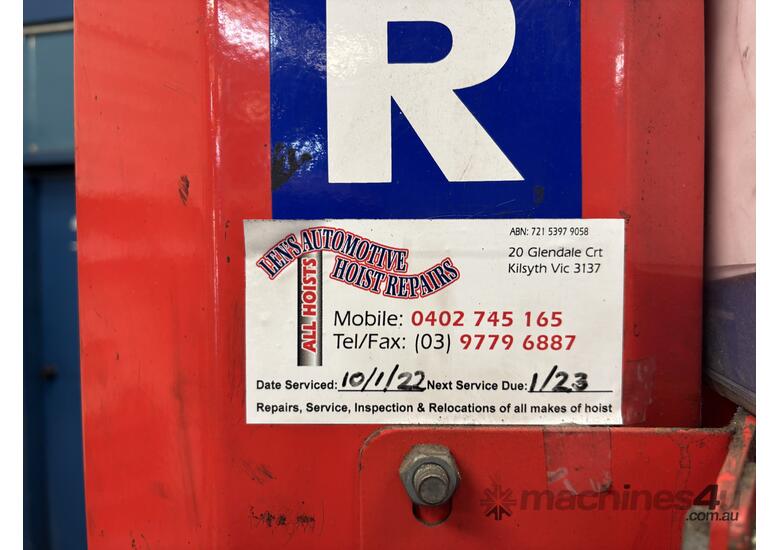 R
ABN: 721 5397 9058
LEN'S AUTOMOTIVE
HOIST REPAIRS
ALL HOISTS
20 Glendale Crt
Kilsyth Vic 3137
Mobile: 0402 745 165
Tel/Fax: (03) 9779 6887
Date Serviced: 10/1/22 Next Service Due: 1/23
Repairs, Service, Inspection & Relocations of all makes of hoist
machines4u
.com.au